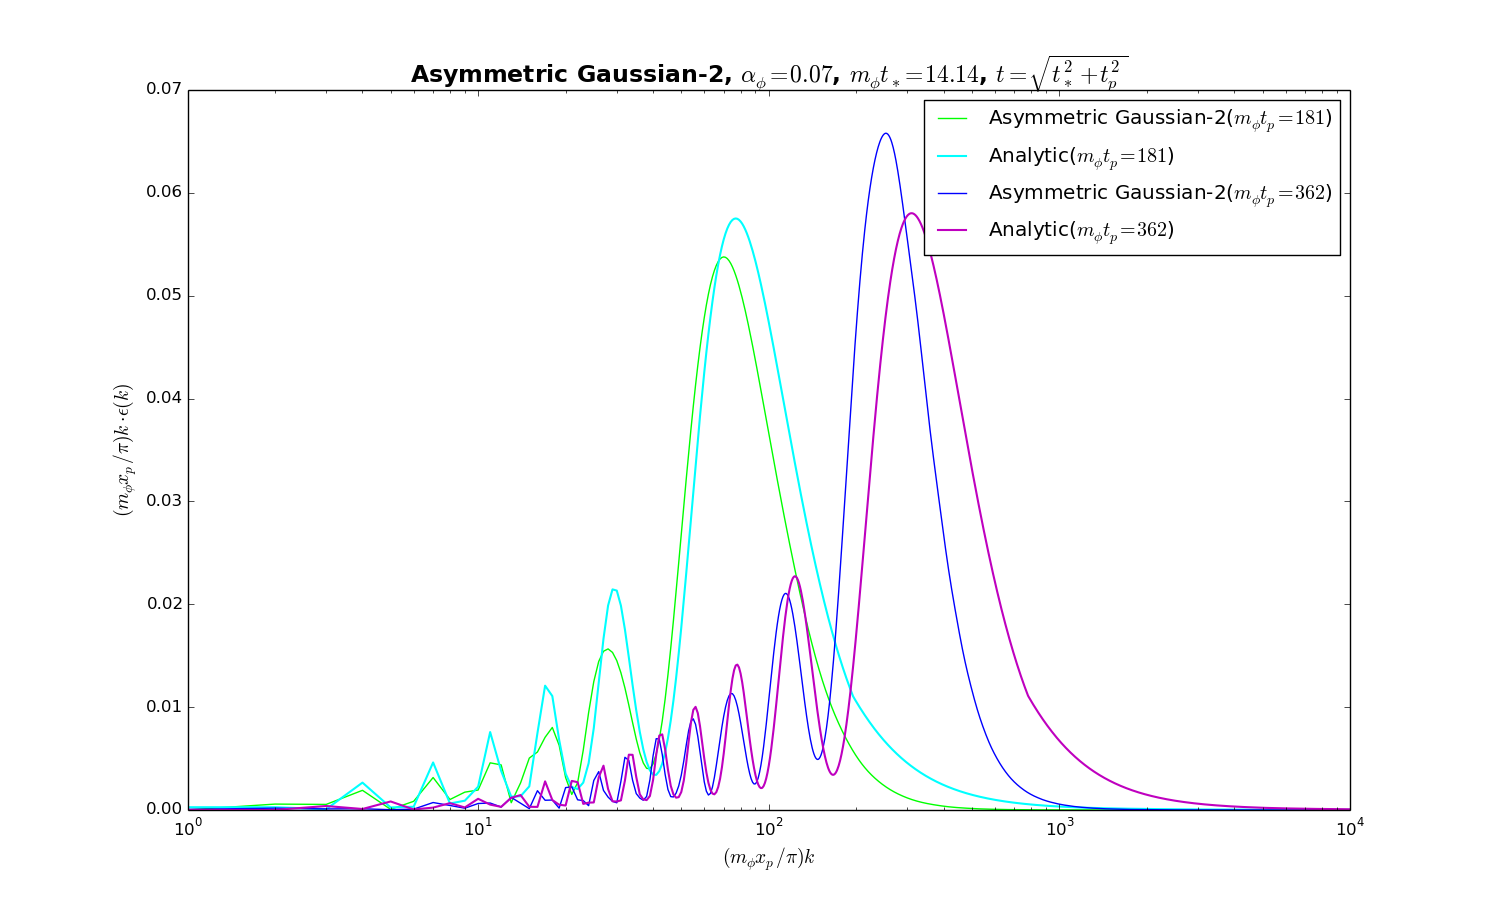 Asymmetric Gaussian-2, α_ϕ=0.07, m_ϕt_*=14.14, t=√(t_*^2+t_p^2)
0.07
0.06
0.05
0.04
0.03
0.02
0.01
0.00
(m_ϕx_p/π)k·ϵ(k)
Asymmetric Gaussian-2(m_ϕt_p=181)
Analytic(m_ϕt_p=181)
Asymmetric Gaussian-2(m_ϕt_p=362)
Analytic(m_ϕt_p=362)
10^0 10^1 10^2 10^3 10^4
(m_ϕx_p/π)k